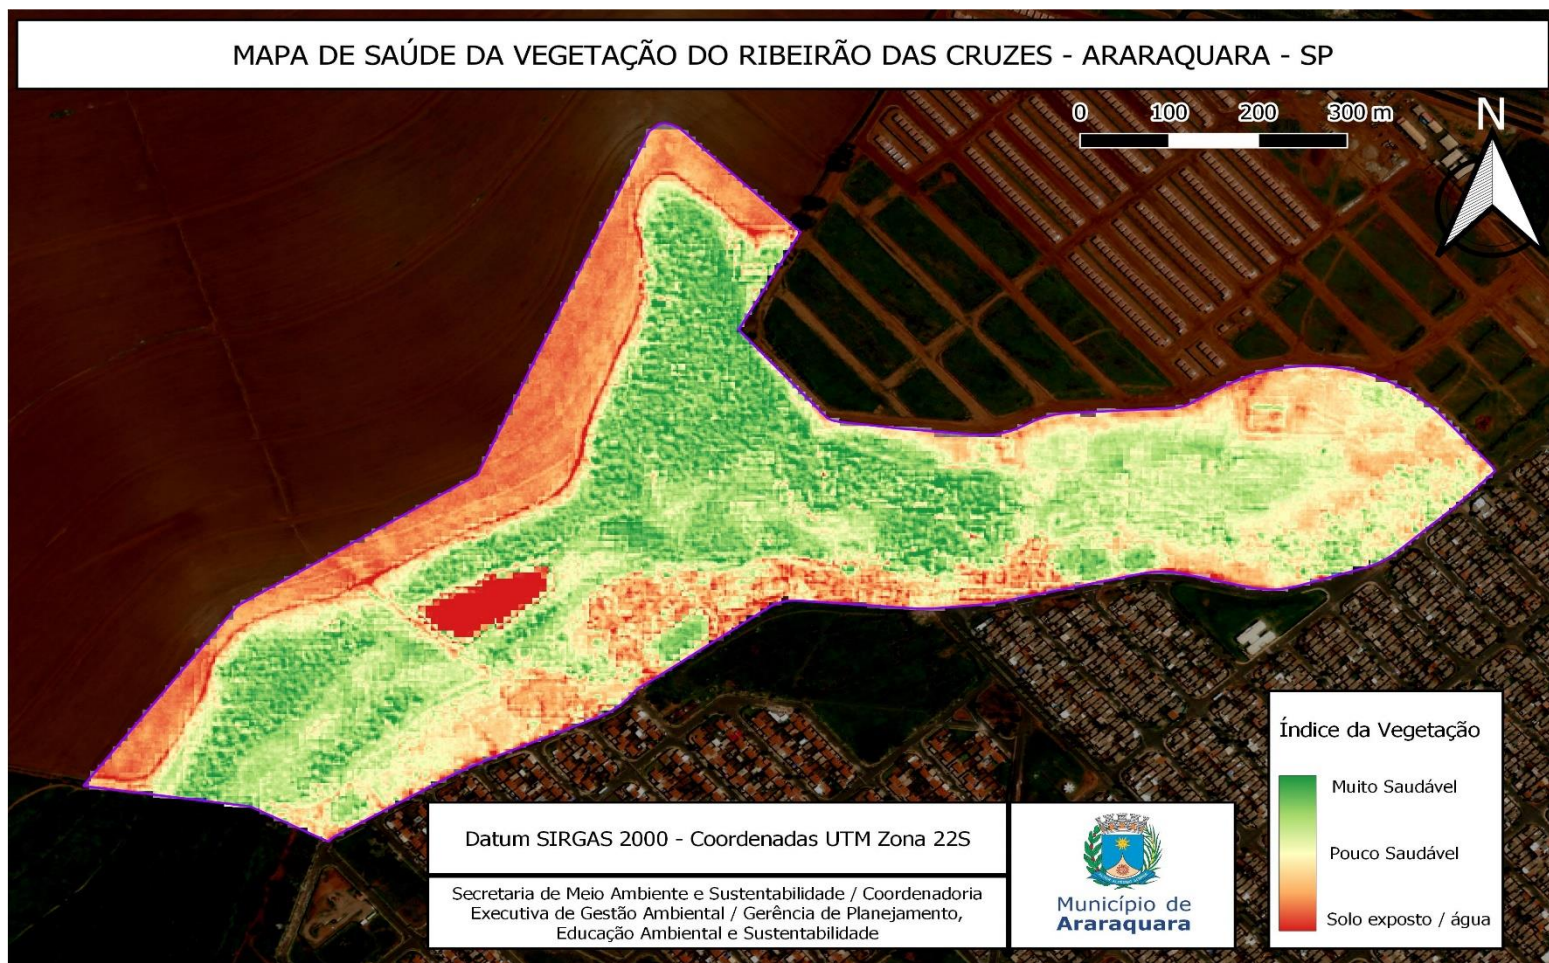 MAPA DE SAÚDE DA VEGETAÇÃO DO RIBEIRÃO DAS CRUZES - ARARAQUARA - SP
0 100 200 300 m
N
Índice da Vegetação
Muito Saudável
Pouco Saudável
Solo exposto / água
Datum SIRGAS 2000 - Coordenadas UTM Zona 22S
Secretaria de Meio Ambiente e Sustentabilidade / Coordenadoria
Executiva de Gestão Ambiental / Gerência de Planejamento,
Educação Ambiental e Sustentabilidade
Município de
Araraquara